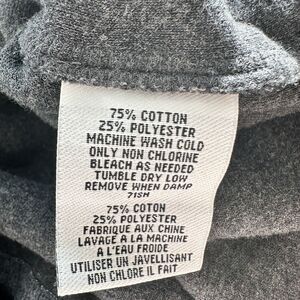 75% COTTON
25% POLYESTER
MACHINE WASH COLD
ONLY NON CHLORINE
BLEACH AS NEEDED
TUMBLE DRY LOW
REMOVE WHEN DAMP
75% COTON
25% POLYESTER
FABRIQUE AUX CHINE
LAVAGE A LA MACHINE
A L'EAU FROIDE
UTILISER UN JAVELLISANT
NON CHLORE IL FAIT